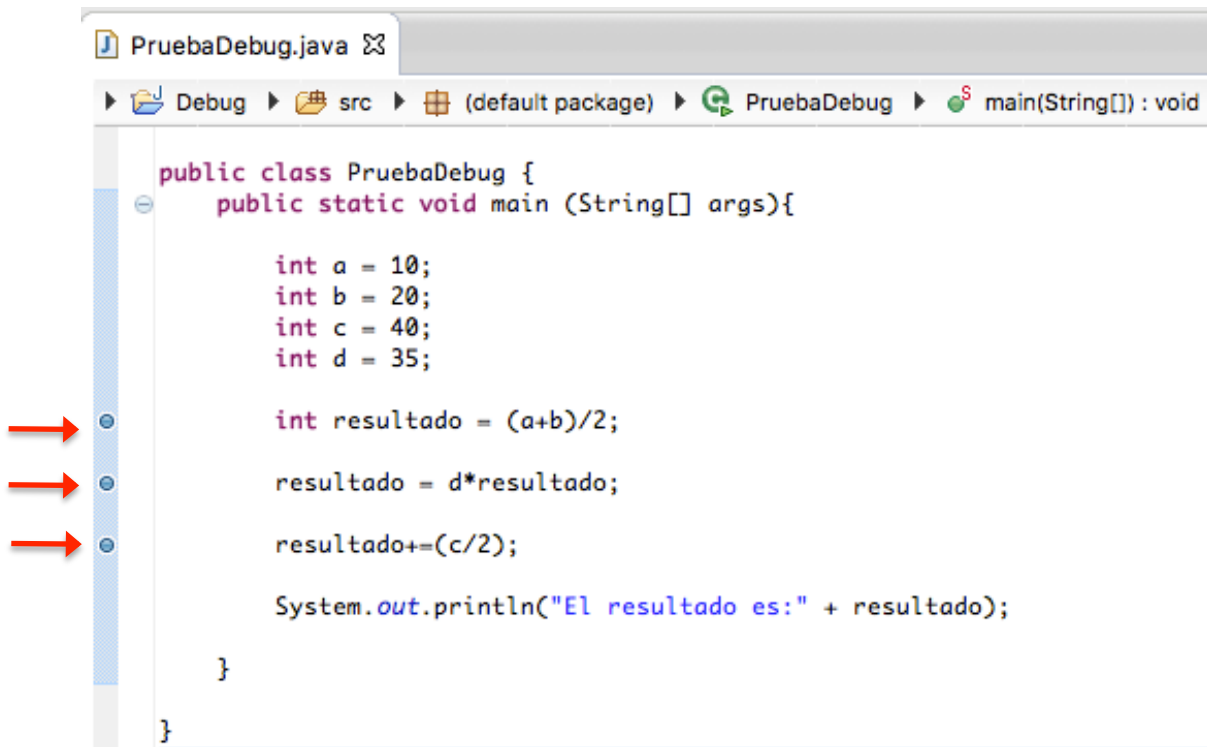 PruebaDebug.java
Debug src (default package) PruebaDebug main(String[]) : void
public class PruebaDebug {
public static void main (String[] args){
int a = 10;
int b = 20;
int c = 40;
int d = 35;
int resultado = (a+b)/2;
resultado = d*resultado;
resultado+=(c/2);
System.out.println("El resultado es:" + resultado);
}
}